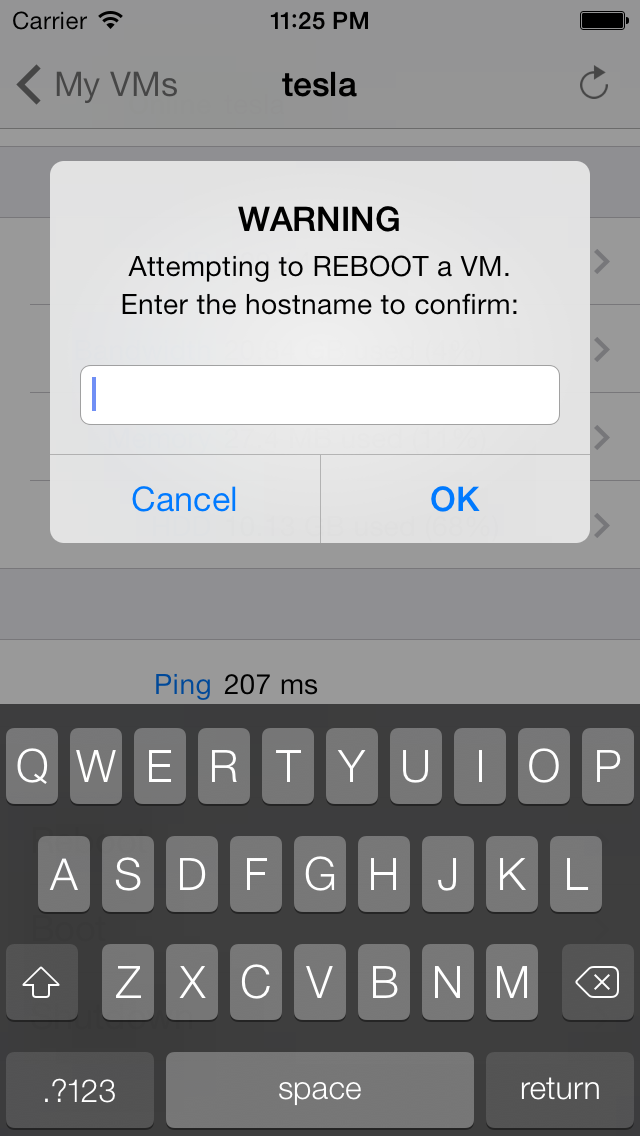 Carrier 11:25 PM
My VMs tesla
WARNING
Attempting to REBOOT a VM.
Enter the hostname to confirm:
Cancel OK
Ping 207 ms
Q W E R T Y U I O P
A S D F G H J K L
Z X C V B N M
.?123 space return